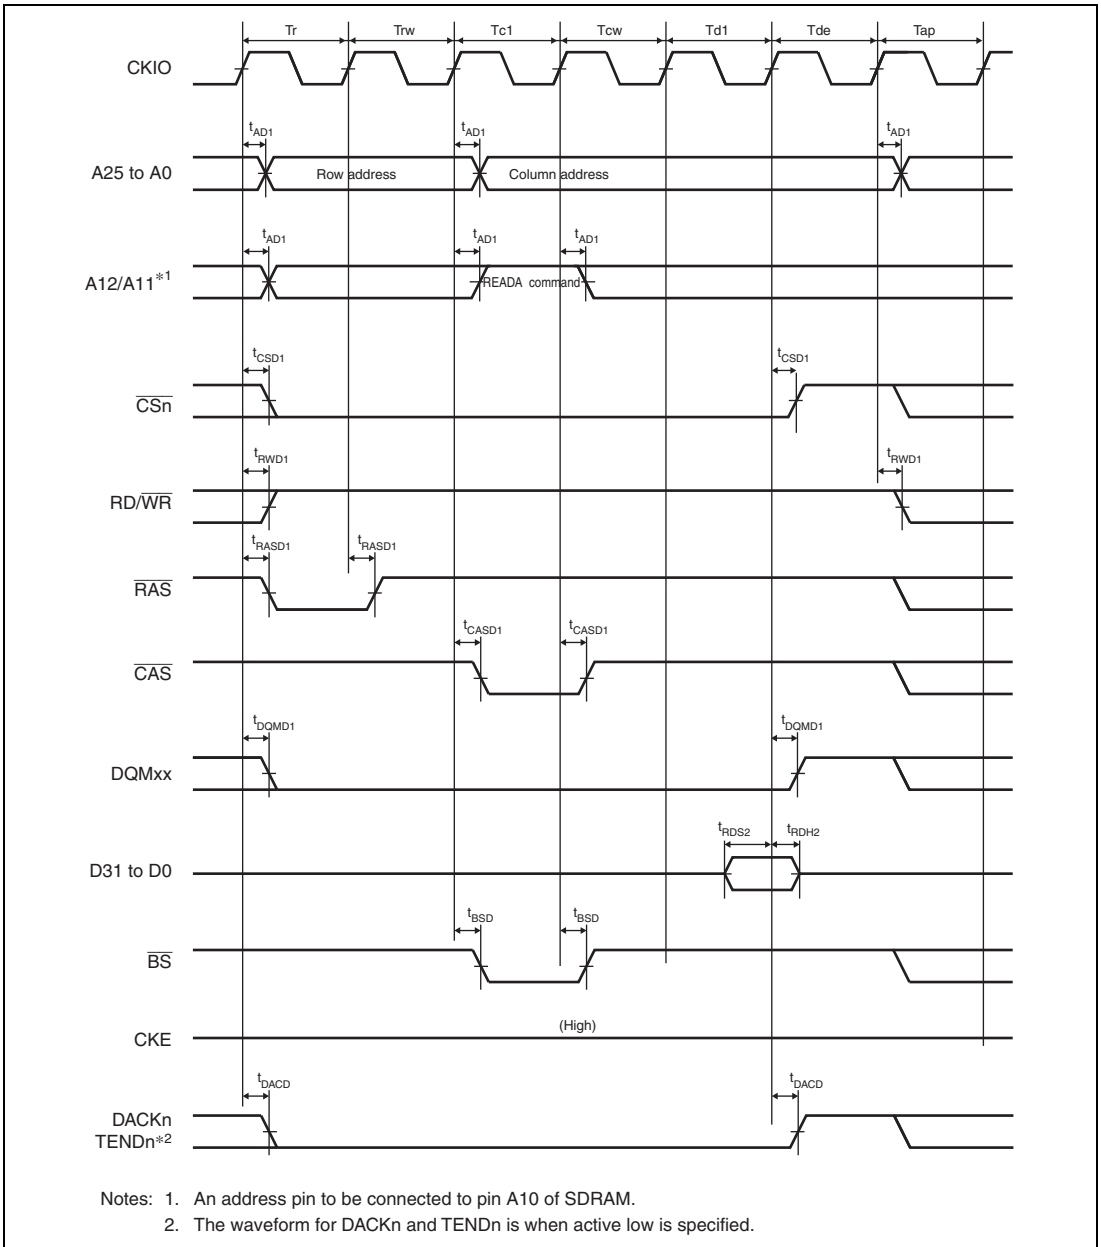 Tr Trw Tc1 Tcw Td1 Tde Tap
CKIO
tAD1 tAD1 tAD1
A25 to A0 Row address Column address
tAD1 tAD1 tAD1
A12/A11*1 READA command
tCSD1 tCSD1
CSn
tRWD1 tRWD1
RD/WR
tRASD1 tRASD1
RAS
tCASD1 tCASD1
CAS
tDQMD1 tDQMD1
DQMxx
tRDS2 tRDH2
D31 to D0
tBSD tBSD
BS
(High)
CKE
tDACD tDACD
DACKn
TENDn*2
Notes: 1. An address pin to be connected to pin A10 of SDRAM.
2. The waveform for DACKn and TENDn is when active low is specified.